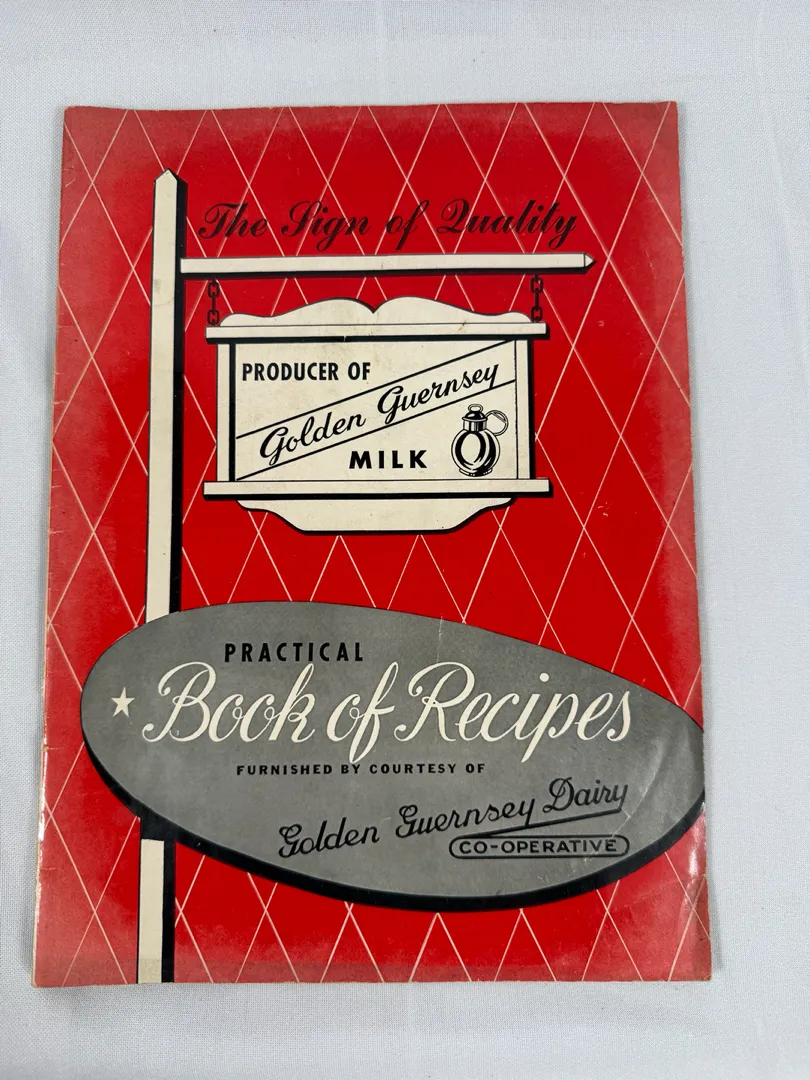 The Sign of Quality
PRODUCER OF
Golden Guernsey
MILK
PRACTICAL
Book of Recipes
FURNISHED BY COURTESY OF
Golden Guernsey Dairy
CO-OPERATIVE